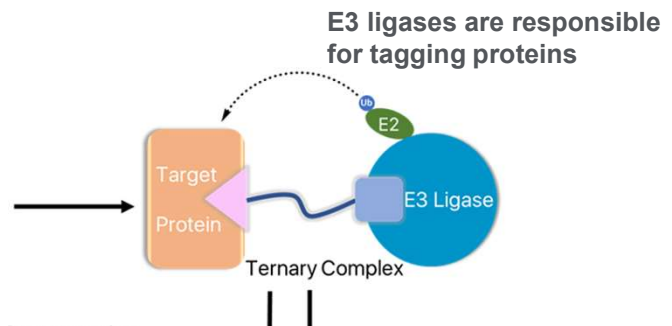 E3 ligases are responsible
for tagging proteins
Ub
E2
Target
Protein
E3 Ligase
Ternary Complex